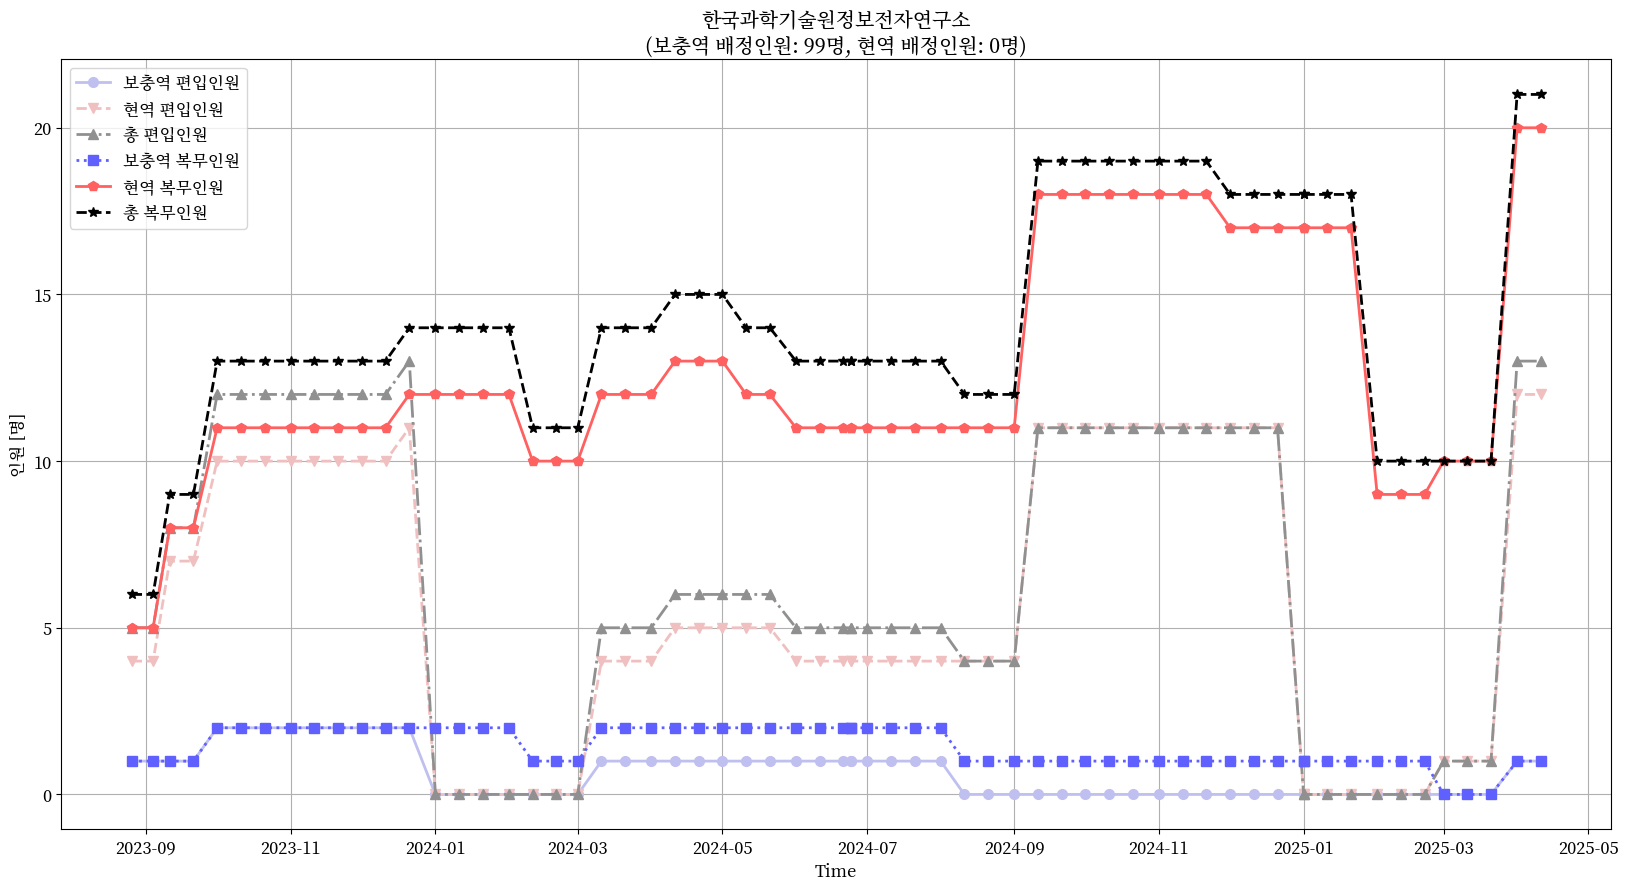 한국과학기술원정보전자연구소
(보충역 배정인원: 99명, 현역 배정인원: 0명)
보충역 편입인원
현역 편입인원
총 편입인원
보충역 복무인원
현역 복무인원
총 복무인원
인원 [명]
20
15
10
5
0
2023-09
2023-11
2024-01
2024-03
2024-05
2024-07
2024-09
2024-11
2025-01
2025-03
2025-05
Time